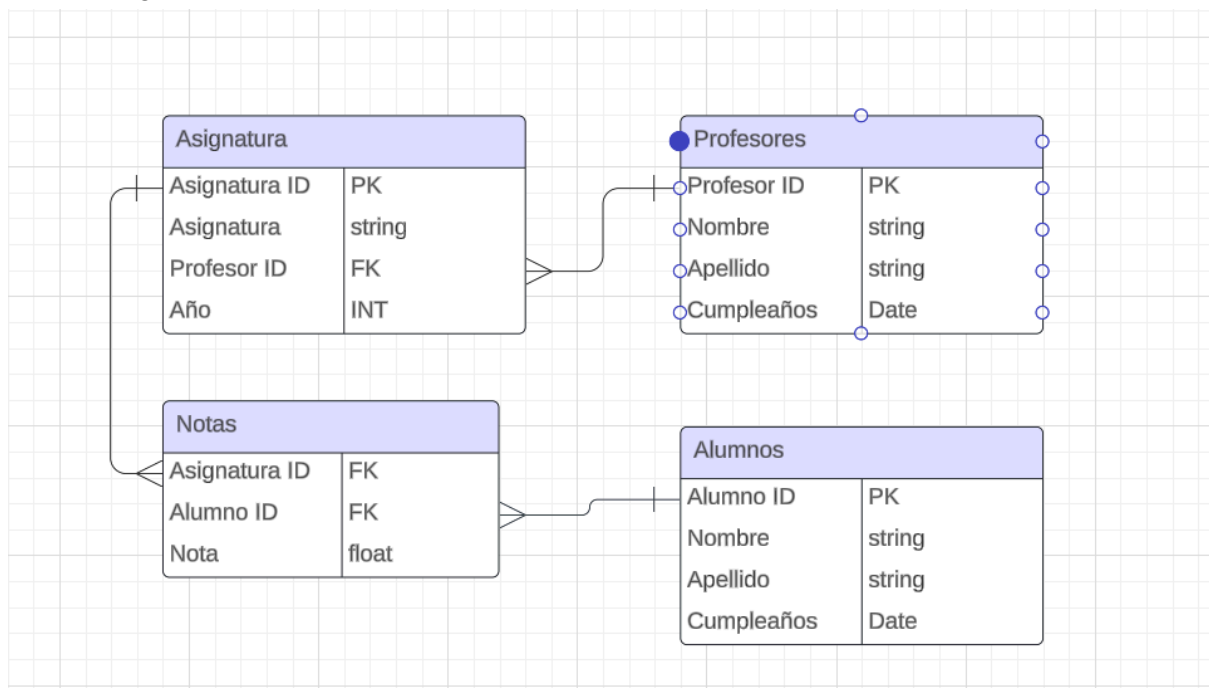 Asignatura
Asignatura ID PK
Asignatura string
Profesor ID FK
Año INT
Profesores
Profesor ID PK
Nombre string
Apellido string
Cumpleaños Date
Notas
Asignatura ID FK
Alumno ID FK
Nota float
Alumnos
Alumno ID PK
Nombre string
Apellido string
Cumpleaños Date